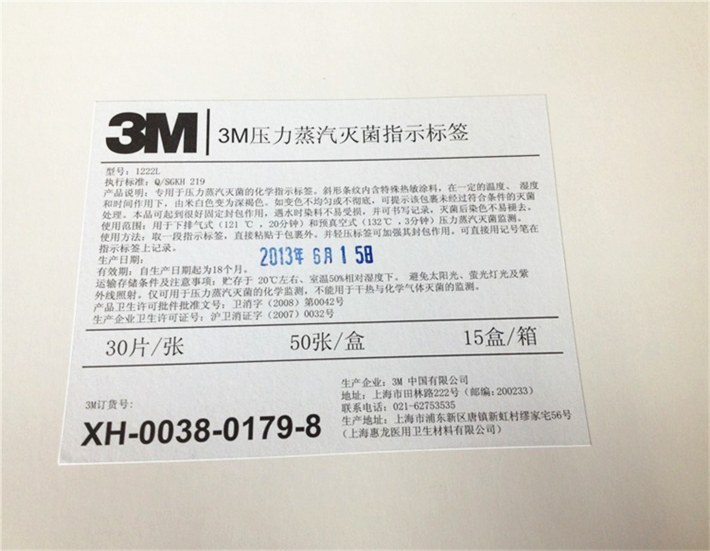 3M
3M压力蒸汽灭菌指示标签
型号：1222L
执行标准：Q/SGKH 219
产品说明：专用于压力蒸汽灭菌的化学指示标签。斜形条纹内含特殊热敏涂料，在一定的温度、 湿度
和时间作用下，由米白色变为深褐色。如变色不均匀或不彻底，可提示该包裹未经过符合条件的灭菌
处理。本品可起到很好固定封包作用，遇水时染料不易受损，并可书写记录，灭菌后染色不易褪去。
使用范围：用于下排气式（121 ℃ ，20分钟）和预真空式（132℃ ，3分钟）压力蒸汽灭菌监测。
使用方法：取一段指示标签，直接粘贴于包裹外，并轻压标签可加强其封包作用。可直接用记号笔在
指示标签上记录。
生产日期： 2013年 6月 1 5日
有效期：自生产日期起为18个月。
运输存储条件及注意事项：贮存于 20℃左右、室温50%相对湿度下。 避免太阳光、萤光灯光及紫
外线照射。仅可用于压力蒸汽灭菌的化学监测，不能用于干热与化学气体灭菌的监测。
产品卫生许可批件批准文号：卫消字（2008）第0042号
生产企业卫生许可证号：沪卫消证字（2007）0032号
30片/张 50张/盒 15盒/箱
生产企业：3M 中国有限公司
地址：上海市田林路222号（邮编:200233）
联系电话：021-62753535
生产地址：上海市浦东新区唐镇新虹村缪家宅56号
（上海惠龙医用卫生材料有限公司）
3M订货号：
XH-0038-0179-8